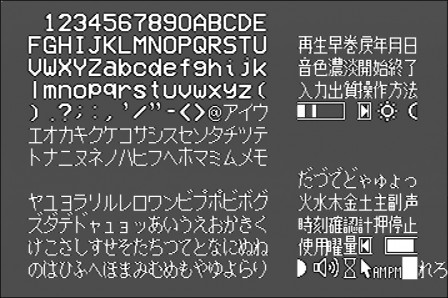 1234567890ABCDE
FGHIJKLMNOPQRSTU
VWXYZabcdefghijk
lmnopqrstuvwxyz(
).?;:,'/"-<>@アイウ
エオカキクケコサシスセソタチツテ
トナニヌネノハヒフヘホマミムメモ
ヤユヨラリルレロワンビブポピボグ
ズダデドャュョッあいうえおかきく
けこさしすせそたちつてとなにぬね
のはひふへほまみむめもやゆよらり
再生早巻戻年月日
音色濃淡開始終了
入力出質操作方法
だづでどゃゅょっ
火水木金土主副声
時刻確認計押停止
使用曜量
AMPM れろ